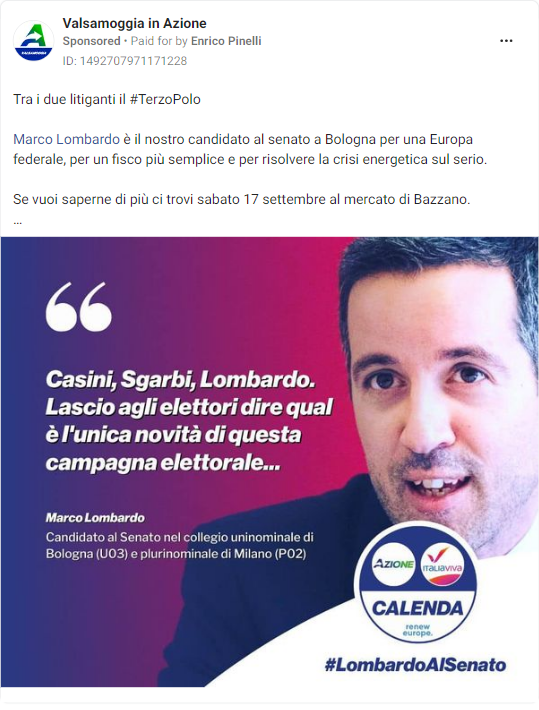 Valsamoggia in Azione
Sponsored • Paid for by Enrico Pinelli
ID: 1492707971171228
Tra i due litiganti il #TerzoPolo
Marco Lombardo è il nostro candidato al senato a Bologna per una Europa
federale, per un fisco più semplice e per risolvere la crisi energetica sul serio.
Se vuoi saperne di più ci trovi sabato 17 settembre al mercato di Bazzano.
...
Casini, Sgarbi, Lombardo.
Lascio agli elettori dire qual
è l'unica novità di questa
campagna elettorale...
Marco Lombardo
Candidato al Senato nel collegio uninominale di
Bologna (U03) e plurinominale di Milano (P02)
AZIONE
ITALIAVIVA
CALENDA
renew
europe.
#LombardoAlSenato
VALSAMOGGIA